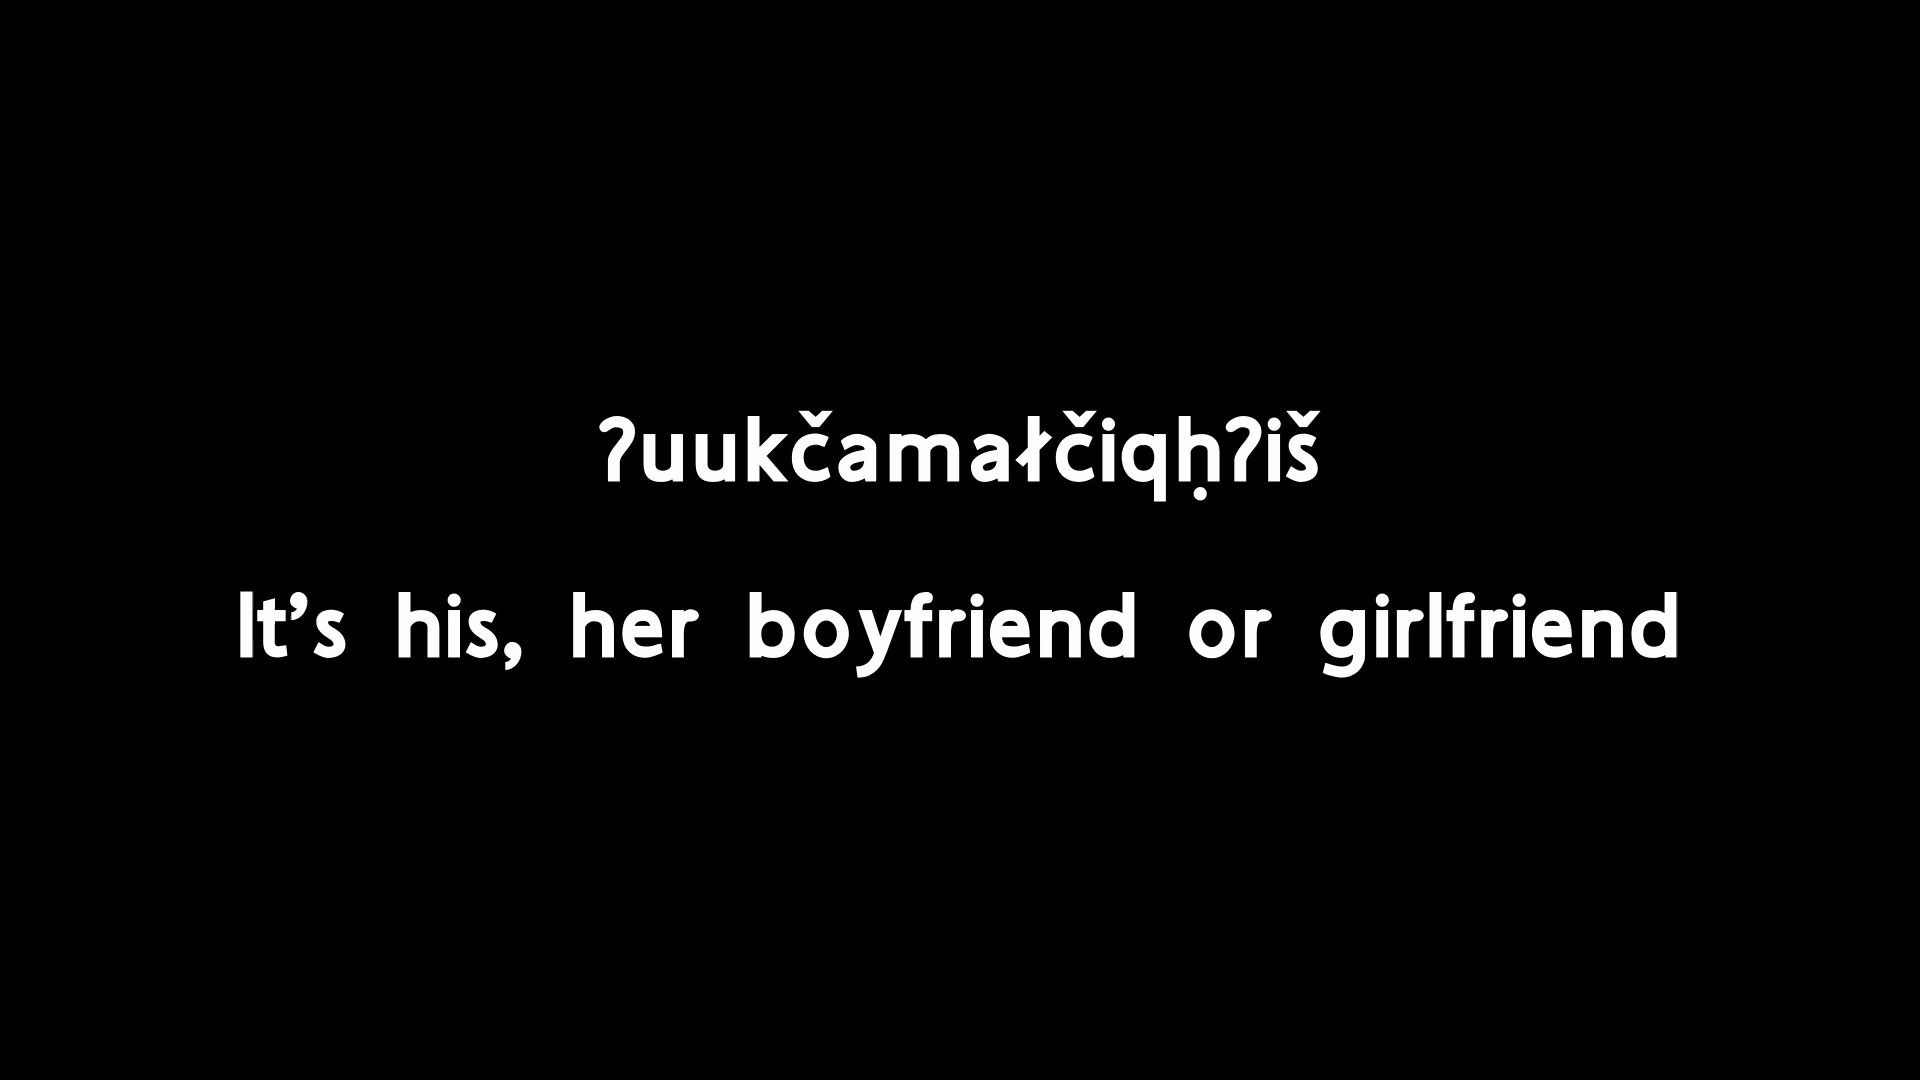 ʔuukčamałčiqḥʔiš
It’s his, her boyfriend or girlfriend